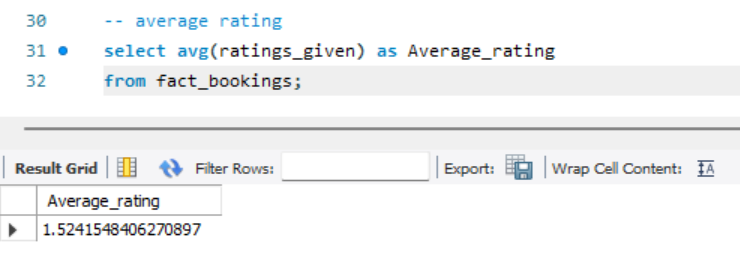 30 -- average rating
31 select avg(ratings_given) as Average_rating
32 from fact_bookings;
Result Grid Filter Rows: Export: Wrap Cell Content: IA
Average_rating
1.5241548406270897